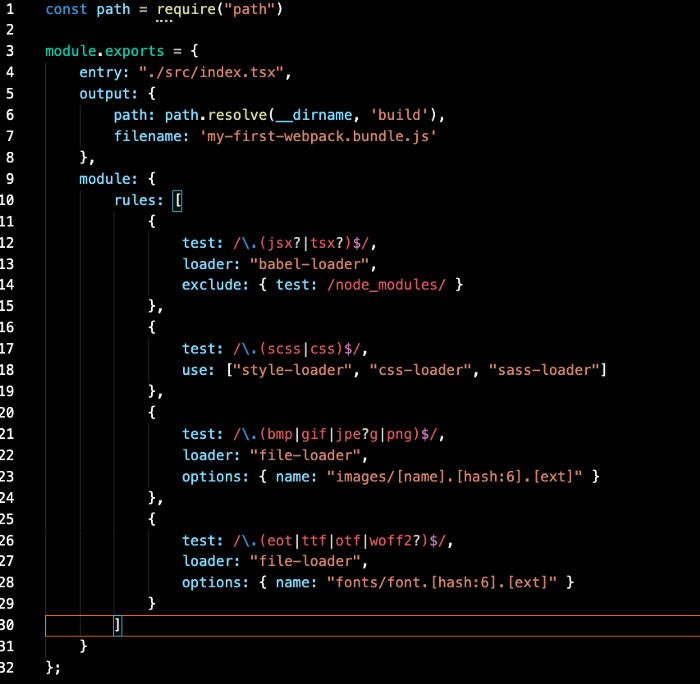 1 const path = require("path")
2
3 module.exports = {
4     entry: "./src/index.tsx",
5     output: {
6         path: path.resolve(__dirname, 'build'),
7         filename: 'my-first-webpack.bundle.js'
8     },
9     module: {
10         rules: [
11             {
12                 test: /\.(jsx?|tsx?)$/,
13                 loader: "babel-loader",
14                 exclude: { test: /node_modules/ }
15             },
16             {
17                 test: /\.(scss|css)$/,
18                 use: ["style-loader", "css-loader", "sass-loader"]
19             },
20             {
21                 test: /\.(bmp|gif|jpe?g|png)$/,
22                 loader: "file-loader",
23                 options: { name: "images/[name].[hash:6].[ext]" }
24             },
25             {
26                 test: /\.(eot|ttf|otf|woff2?)$/,
27                 loader: "file-loader",
28                 options: { name: "fonts/font.[hash:6].[ext]" }
29             }
30         ]
31     }
32 };